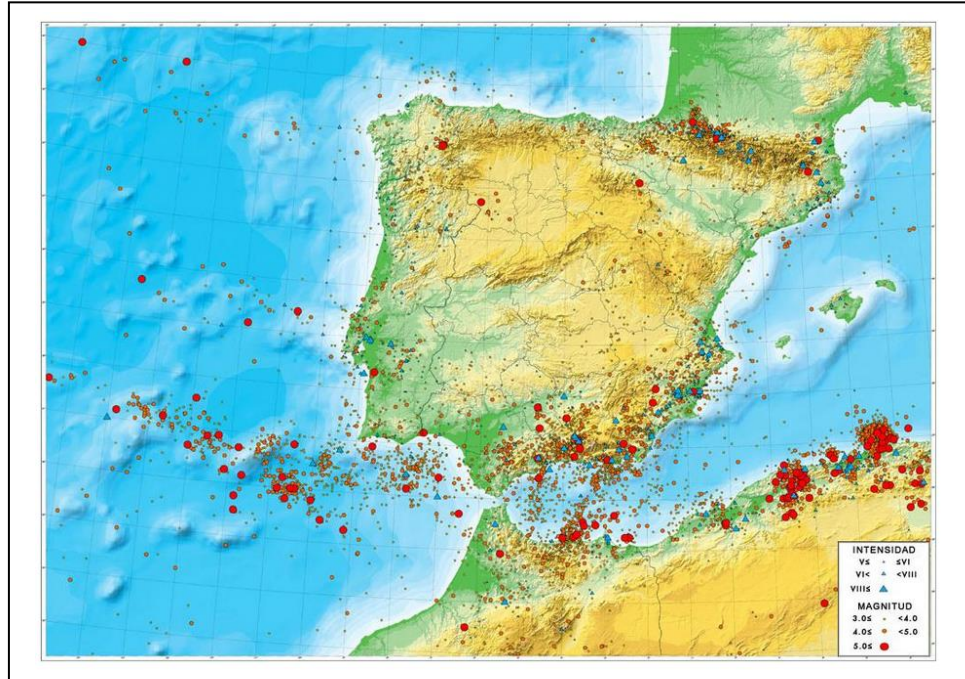 INTENSIDAD
V≤ ≤VI
VI< <VIII
VIII≤
MAGNITUD
3.0≤ <4.0
4.0≤ <5.0
5.0≤